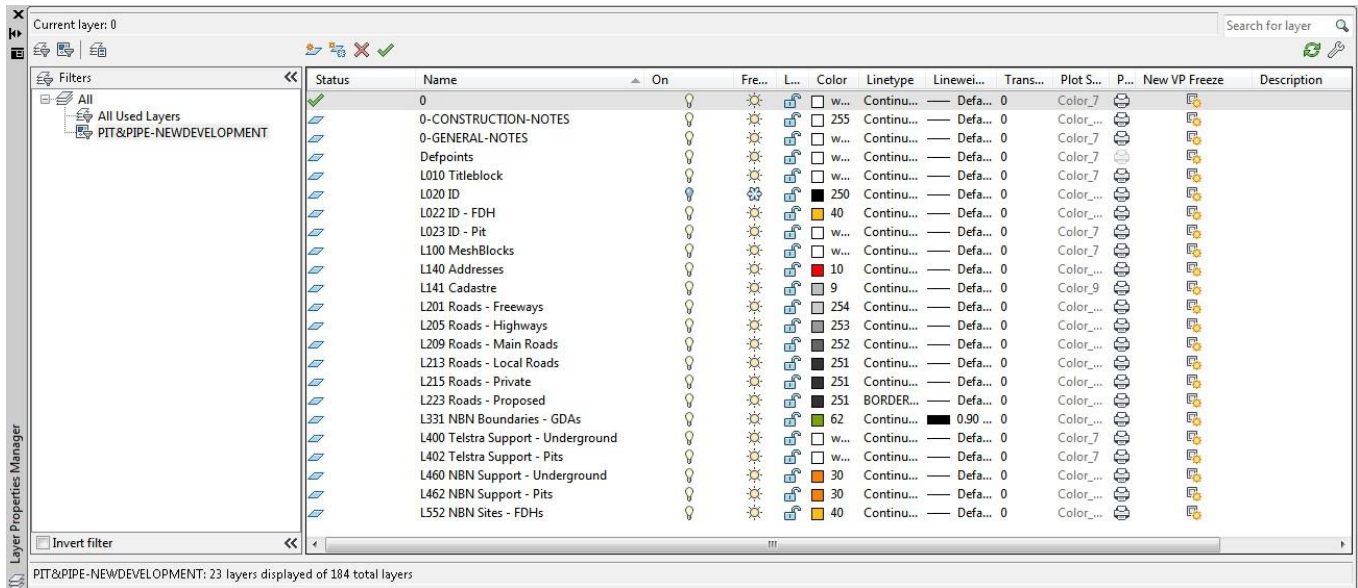 Current layer: 0
Search for layer
Filters
All
All Used Layers
PIT&PIPE-NEWDEVELOPMENT
Invert filter
Status Name On Fre... L... Color Linetype Linewei... Trans... Plot S... P... New VP Freeze Description
0 w... Continu... Defa... 0 Color_7
0-CONSTRUCTION-NOTES 255 Continu... Defa... 0 Color_...
0-GENERAL-NOTES w... Continu... Defa... 0 Color_7
Defpoints w... Continu... Defa... 0 Color_7
L010 Titleblock w... Continu... Defa... 0 Color_7
L020 ID 250 Continu... Defa... 0 Color_...
L022 ID - FDH 40 Continu... Defa... 0 Color_...
L023 ID - Pit w... Continu... Defa... 0 Color_7
L100 MeshBlocks w... Continu... Defa... 0 Color_7
L140 Addresses 10 Continu... Defa... 0 Color_...
L141 Cadastre 9 Continu... Defa... 0 Color_9
L201 Roads - Freeways 254 Continu... Defa... 0 Color_...
L205 Roads - Highways 253 Continu... Defa... 0 Color_...
L209 Roads - Main Roads 252 Continu... Defa... 0 Color_...
L213 Roads - Local Roads 251 Continu... Defa... 0 Color_...
L215 Roads - Private 251 Continu... Defa... 0 Color_...
L223 Roads - Proposed 251 BORDER... Defa... 0 Color_...
L331 NBN Boundaries - GDAs 62 Continu... 0.90 ... 0 Color_...
L400 Telstra Support - Underground w... Continu... Defa... 0 Color_7
L402 Telstra Support - Pits w... Continu... Defa... 0 Color_7
L460 NBN Support - Underground 30 Continu... Defa... 0 Color_...
L462 NBN Support - Pits 30 Continu... Defa... 0 Color_...
L552 NBN Sites - FDHs 40 Continu... Defa... 0 Color_...
Layer Properties Manager
PIT&PIPE-NEWDEVELOPMENT: 23 layers displayed of 184 total layers